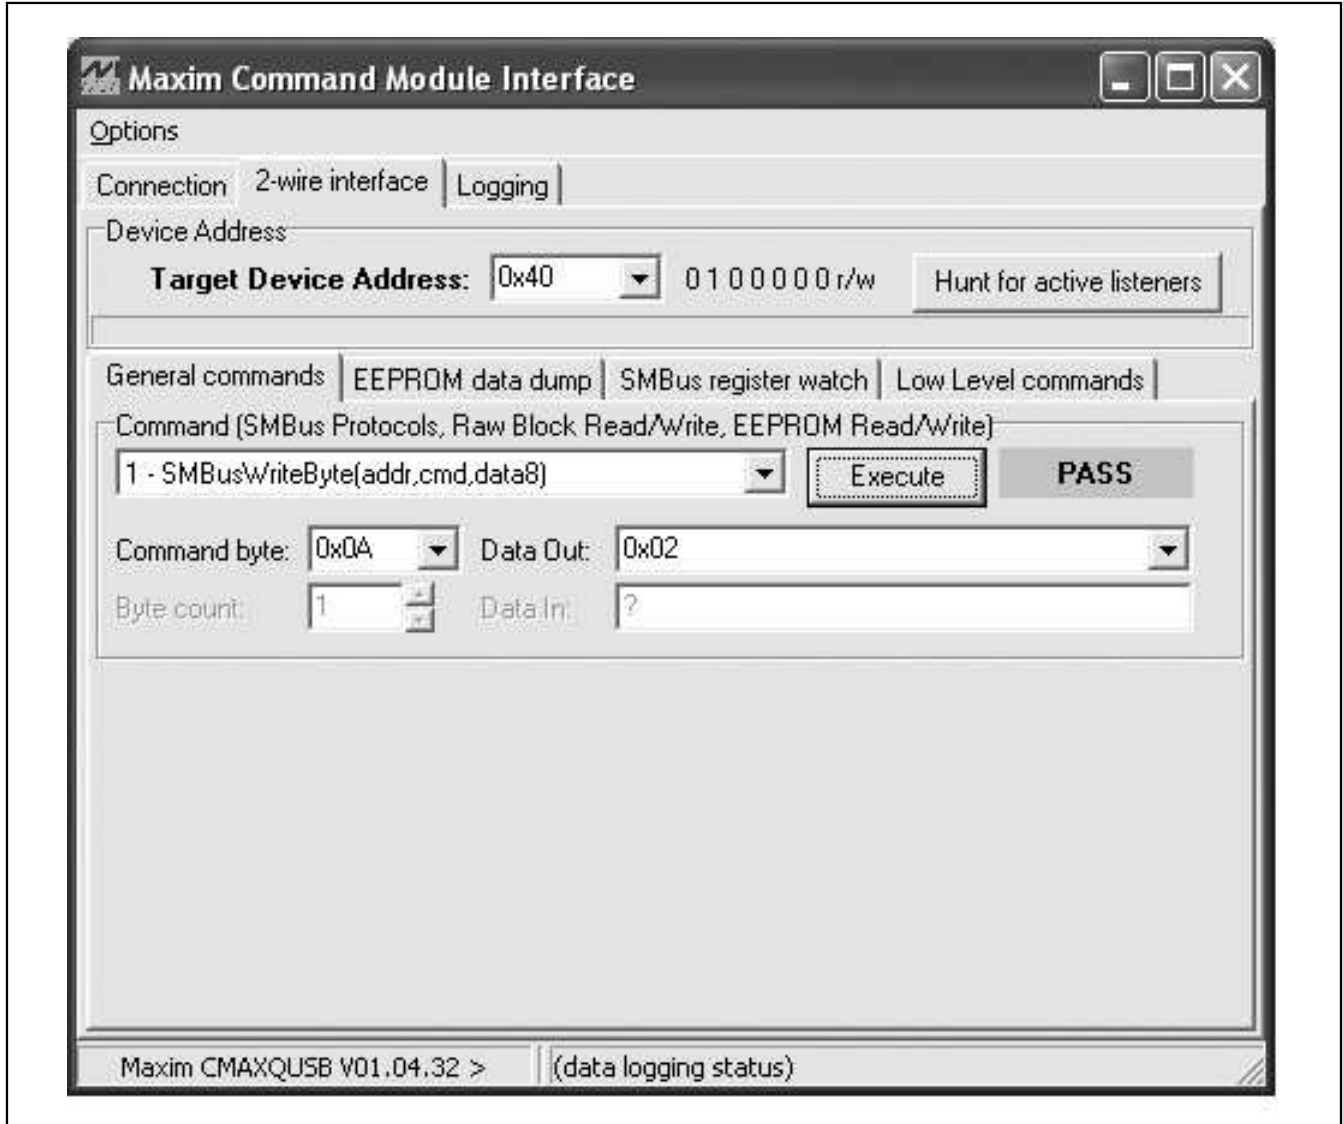 Maxim Command Module Interface
Options
Connection 2-wire interface Logging
Device Address
Target Device Address: 0x40 0 1 0 0 0 0 0 r/w Hunt for active listeners
General commands EEPROM data dump SMBus register watch Low Level commands
Command (SMBus Protocols, Raw Block Read/Write, EEPROM Read/Write)
1 - SMBusWriteByte(addr,cmd,data8) Execute PASS
Command byte: 0x0A Data Out: 0x02
Byte count: 1 Data In: ?
Maxim CMAXQUSB V01.04.32 > (data logging status)